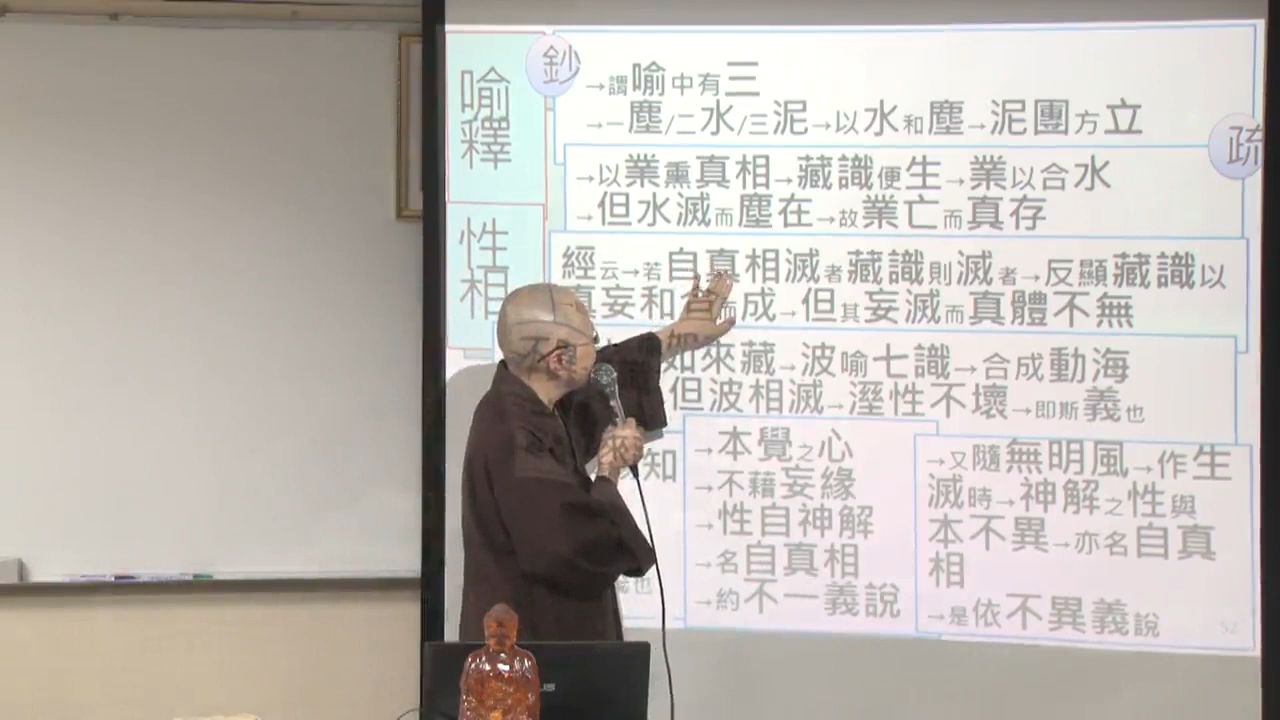 喻釋
性相
鈔
→謂喻中有三
→一塵/二水/三泥→以水和塵→泥團方立
疏
→以業熏真相→藏識便生→業以合水
→但水滅而塵在→故業亡而真存
經云→若自真相滅者藏識則滅者→反顯藏識以
真妄和合而成→但其妄滅而真體不無
如來藏→波喻七識→合成動海
但波相滅→溼性不壞→即斯義也
知
→本覺之心
→不藉妄緣
→性自神解
→名自真相
→約不一義說
→又隨無明風→作生
滅時→神解之性與
本不異→亦名自真
相
→是依不異義說
也
52